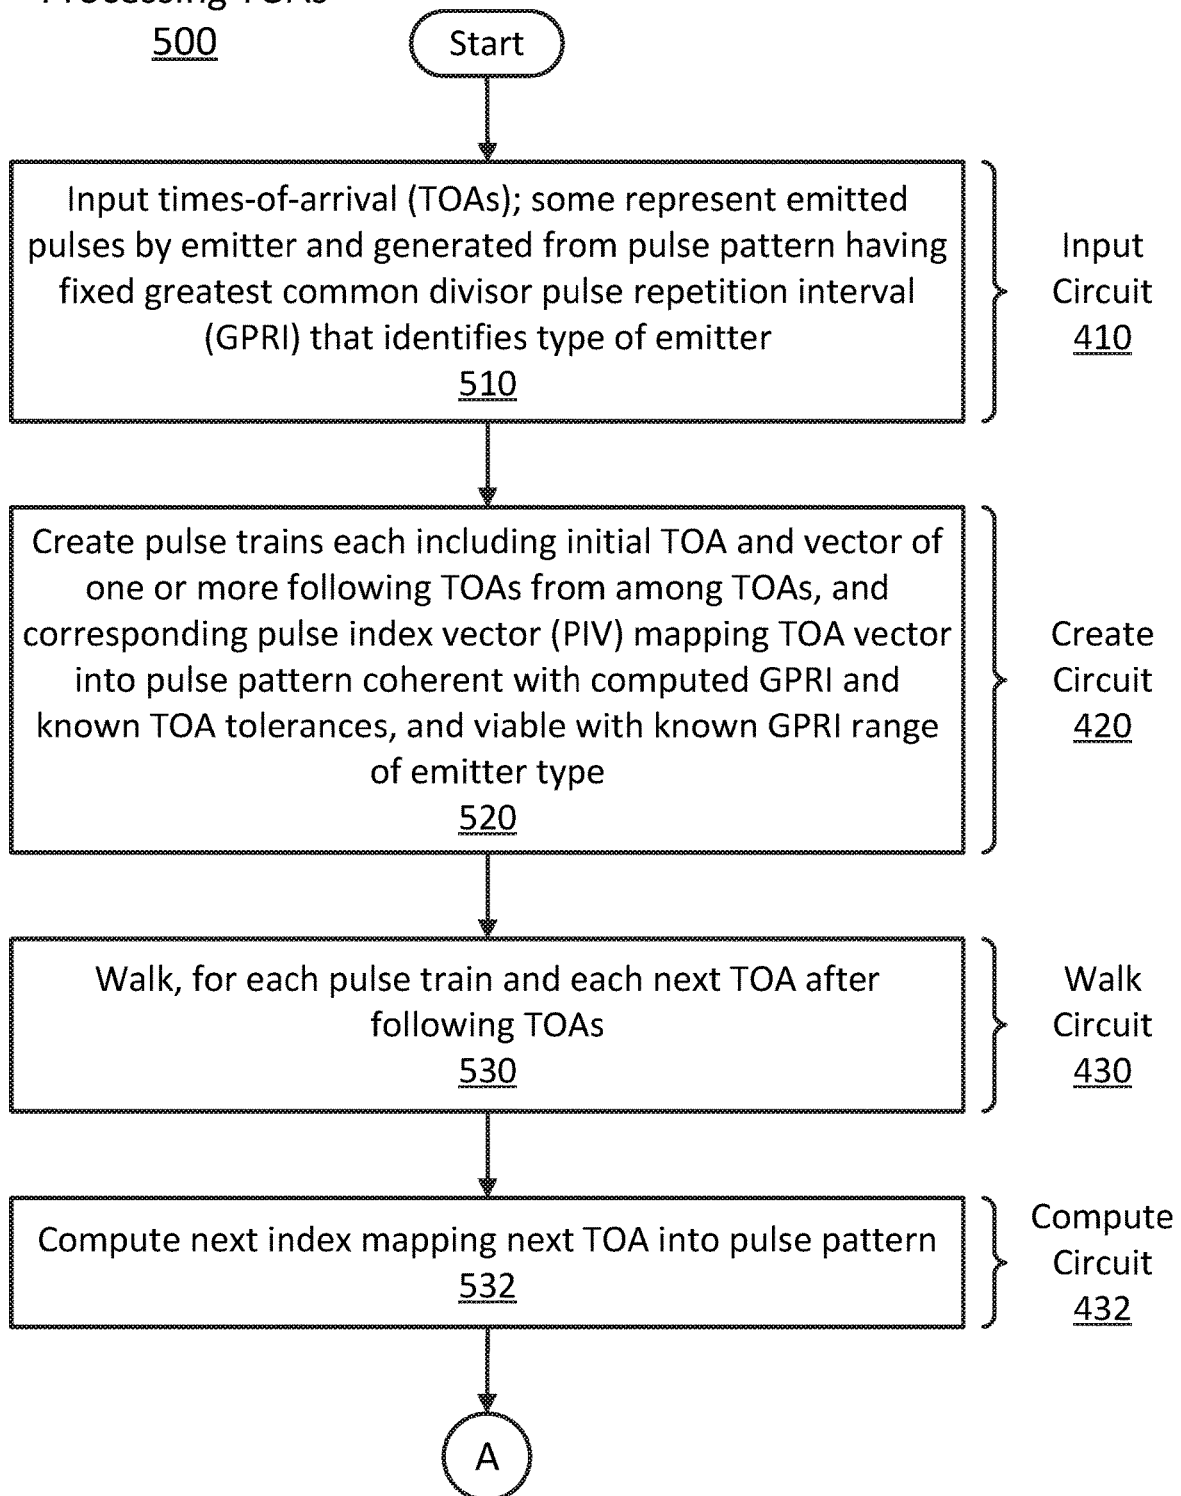 Processing TOAs
500
Start
Input times-of-arrival (TOAs); some represent emitted
pulses by emitter and generated from pulse pattern having
fixed greatest common divisor pulse repetition interval
(GPRI) that identifies type of emitter
510
Input
Circuit
410
Create pulse trains each including initial TOA and vector of
one or more following TOAs from among TOAs, and
corresponding pulse index vector (PIV) mapping TOA vector
into pulse pattern coherent with computed GPRI and
known TOA tolerances, and viable with known GPRI range
of emitter type
520
Create
Circuit
420
Walk, for each pulse train and each next TOA after
following TOAs
530
Walk
Circuit
430
Compute next index mapping next TOA into pulse pattern
532
Compute
Circuit
432
A